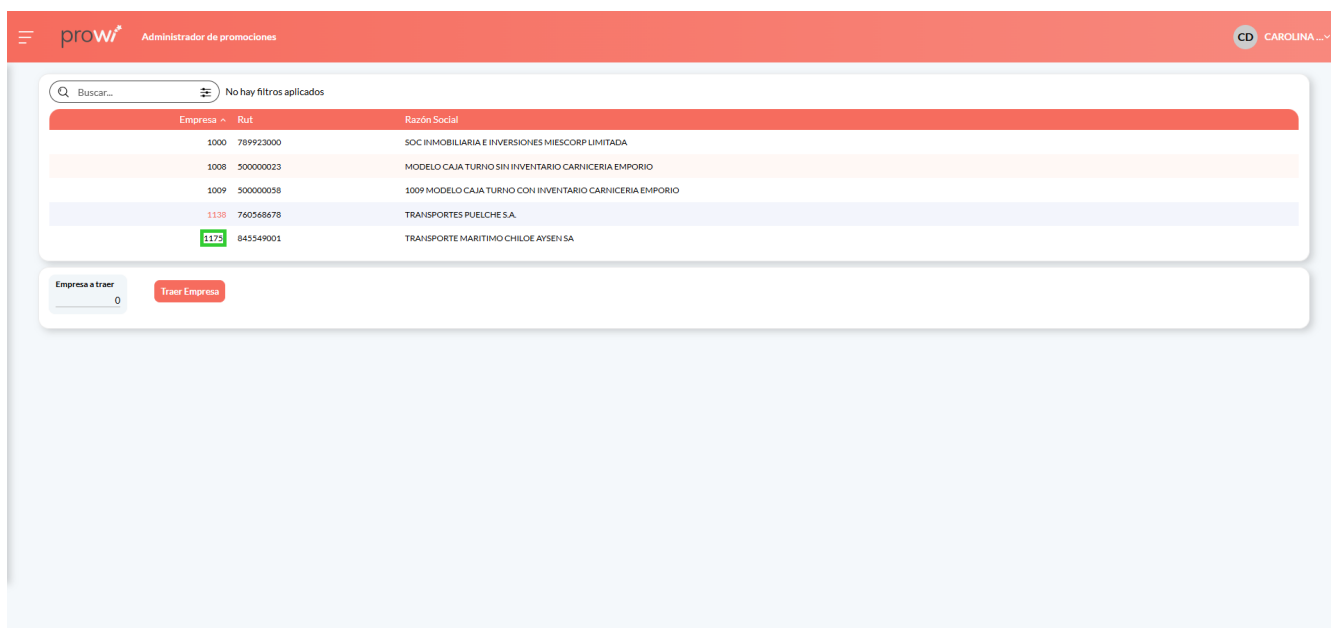 prowi Administrador de promociones CD CAROLINA ...
Buscar... No hay filtros aplicados
Empresa Rut Razón Social
1000 789923000 SOC INMOBILIARIA E INVERSIONES MIESCORP LIMITADA
1008 500000023 MODELO CAJA TURNO SIN INVENTARIO CARNICERIA EMPORIO
1009 500000058 1009 MODELO CAJA TURNO CON INVENTARIO CARNICERIA EMPORIO
1138 760568678 TRANSPORTES PUELCHE S.A.
1175 845549001 TRANSPORTE MARITIMO CHILOE AYSEN SA
Empresa a traer
0
Traer Empresa